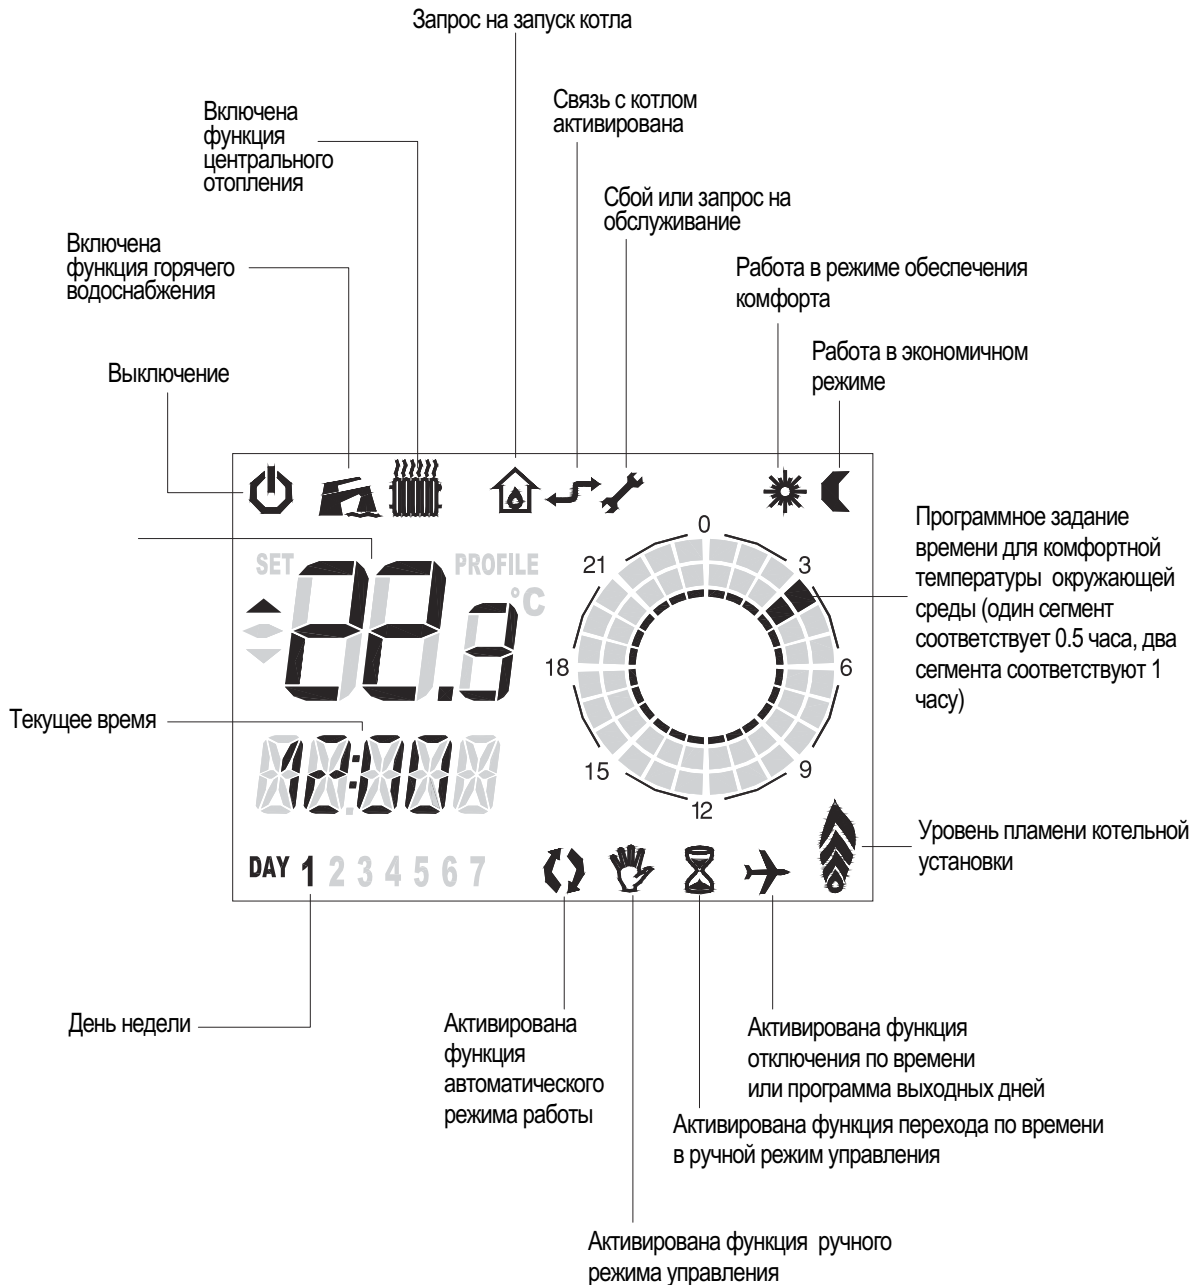 Запрос на запуск котла
Включена
функция
центрального
отопления
Связь с котлом
активирована
Сбой или запрос на
обслуживание
Включена
функция горячего
водоснабжения
Работа в режиме обеспечения
комфорта
Выключение
Работа в экономичном
режиме
SET
PROFILE
22.3
°C
0
3
6
9
12
15
18
21
Программное задание
времени для комфортной
температуры окружающей
среды (один сегмент
соответствует 0.5 часа, два
сегмента соответствуют 1
часу)
Текущее время
12:00
DAY 1 2 3 4 5 6 7
Уровень пламени котельной
установки
День недели
Активирована
функция
автоматического
режима работы
Активирована функция
отключения по времени
или программа выходных дней
Активирована функция перехода по времени
в ручной режим управления
Активирована функция ручного
режима управления